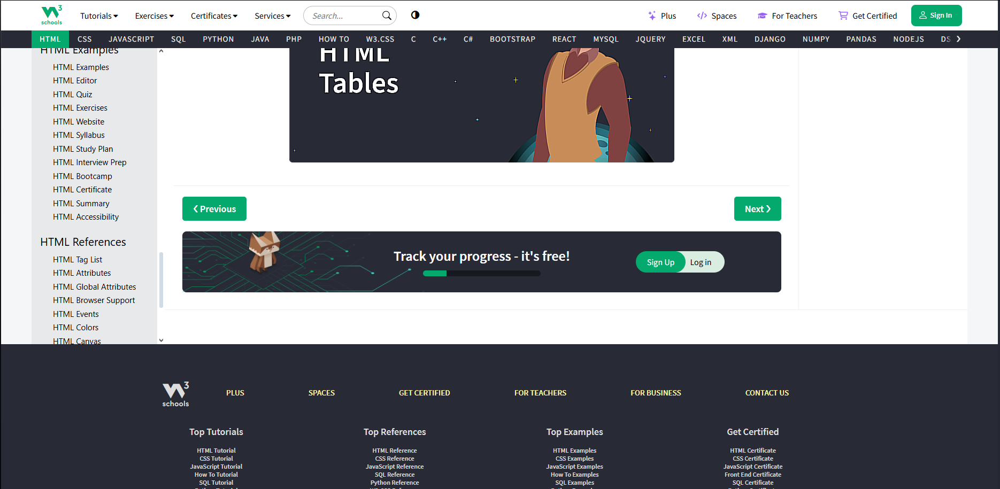 W3 schools
Tutorials Exercises Certificates Services Search... Plus Spaces For Teachers Get Certified Sign In
HTML CSS JAVASCRIPT SQL PYTHON JAVA PHP HOW TO W3.CSS C C++ C# BOOTSTRAP REACT MYSQL JQUERY EXCEL XML DJANGO NUMPY PANDAS NODEJS DS
HTML Examples
HTML Examples
HTML Editor
HTML Quiz
HTML Exercises
HTML Website
HTML Syllabus
HTML Study Plan
HTML Interview Prep
HTML Bootcamp
HTML Certificate
HTML Summary
HTML Accessibility
HTML References
HTML Tag List
HTML Attributes
HTML Global Attributes
HTML Browser Support
HTML Events
HTML Colors
HTML Canvas
HTML
Tables
❮ Previous
Next ❯
Track your progress - it's free!
Sign Up Log in
W3 schools
PLUS SPACES GET CERTIFIED FOR TEACHERS FOR BUSINESS CONTACT US
Top Tutorials
HTML Tutorial
CSS Tutorial
JavaScript Tutorial
How To Tutorial
SQL Tutorial
Top References
HTML Reference
CSS Reference
JavaScript Reference
SQL Reference
Python Reference
Top Examples
HTML Examples
CSS Examples
JavaScript Examples
How To Examples
SQL Examples
Get Certified
HTML Certificate
CSS Certificate
JavaScript Certificate
Front End Certificate
SQL Certificate